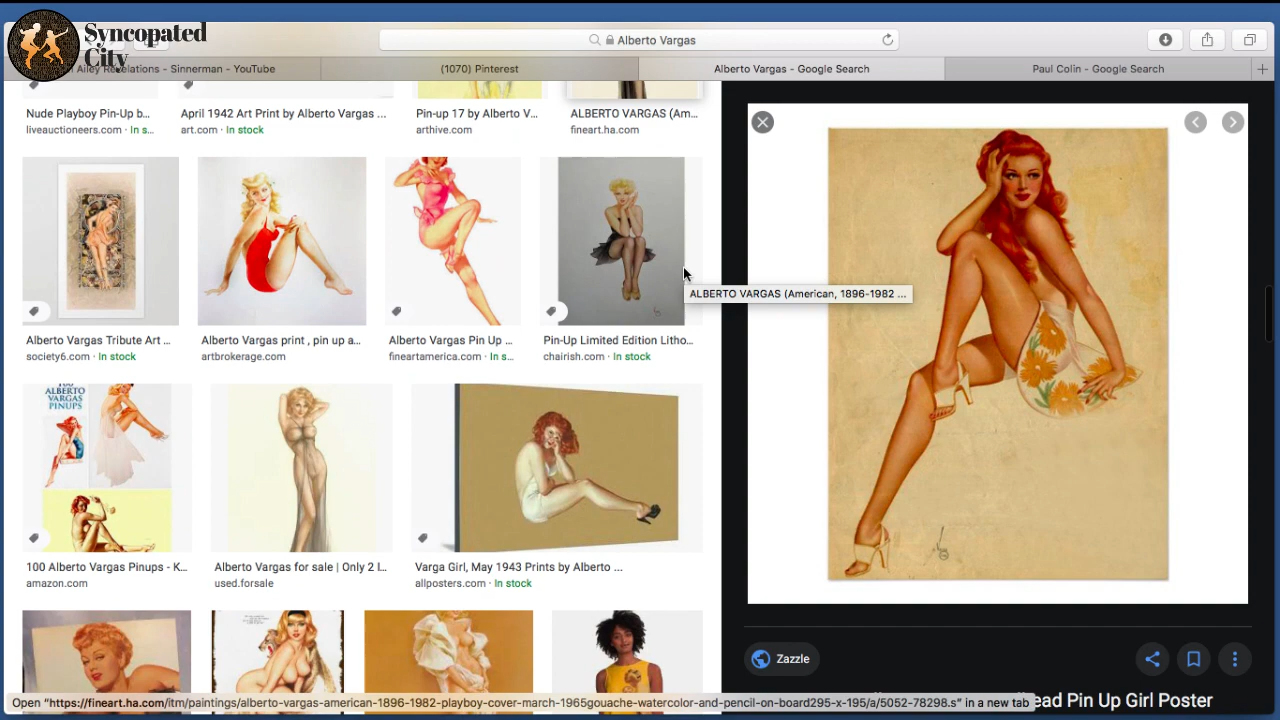 Syncopated
City
Alberto Vargas
Alley Revelations - Sinnerman - YouTube
(1070) Pinterest
Alberto Vargas - Google Search
Paul Colin - Google Search
Nude Playboy Pin-Up b...
liveauctioneers.com · In s...
April 1942 Art Print by Alberto Vargas ...
art.com · In stock
Pin-up 17 by Alberto V...
arthive.com
ALBERTO VARGAS (Am...
fineart.ha.com
ALBERTO VARGAS (American, 1896-1982 ...
Alberto Vargas Tribute Art ...
society6.com · In stock
Alberto Vargas print , pin up a...
artbrokerage.com
Alberto Vargas Pin Up ...
fineartamerica.com · In s...
Pin-Up Limited Edition Litho...
chairish.com · In stock
100
ALBERTO
VARGAS
PINUPS
100 Alberto Vargas Pinups - K...
amazon.com
Alberto Vargas for sale | Only 2 l...
used.forsale
Varga Girl, May 1943 Prints by Alberto ...
allposters.com · In stock
Zazzle
ead Pin Up Girl Poster
Open “https://fineart.ha.com/itm/paintings/alberto-vargas-american-1896-1982-playboy-cover-march-1965gouache-watercolor-and-pencil-on-board295-x-195/a/5052-78298.s” in a new tab